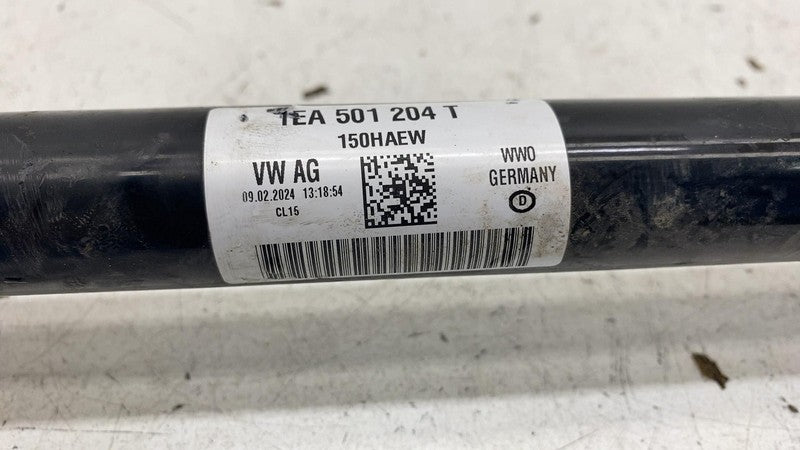 1EA 501 204 T
150HAEW
VW AG
09.02.2024 13:18:54
CL15
WWO
GERMANY
D